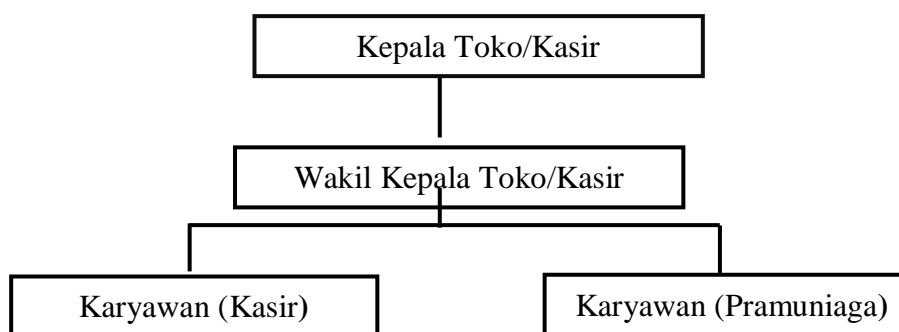 Kepala Toko/Kasir
Wakil Kepala Toko/Kasir
Karyawan (Kasir)
Karyawan (Pramuniaga)